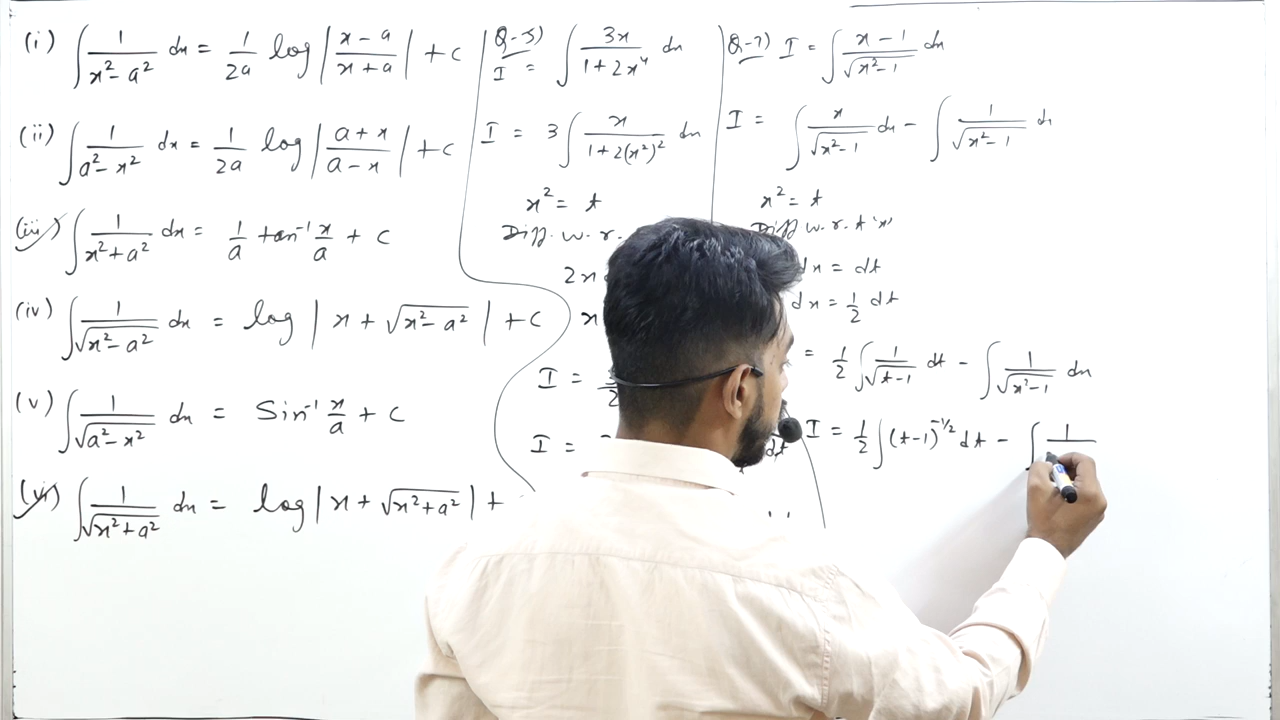 (i) ∫ 1/(x²-a²) dx = 1/2a log |(x-a)/(x+a)| + c
(ii) ∫ 1/(a²-x²) dx = 1/2a log |(a+x)/(a-x)| + c
(iii) ∫ 1/(x²+a²) dx = 1/a tan⁻¹ x/a + c
(iv) ∫ 1/√(x²-a²) dx = log | x + √(x²-a²) | + c
(v) ∫ 1/√(a²-x²) dx = Sin⁻¹ x/a + c
(vi) ∫ 1/√(x²+a²) dx = log | x + √(x²+a²) | +
Q-5) I = ∫ 3x/(1+2x⁴) dx
I = 3 ∫ x/(1+2(x²)²) dx
x² = t
Diff. w. r.
2x
x
I =
I =
dt
Q-7) I = ∫ (x-1)/√(x²-1) dx
I = ∫ x/√(x²-1) dx - ∫ 1/√(x²-1) dx
x² = t
Diff w. r. t 'x'
dx = dt
dx = 1/2 dt
= 1/2 ∫ 1/√(t-1) dt - ∫ 1/√(x²-1) dx
I = 1/2 ∫ (t-1)^(-1/2) dt - ∫ 1